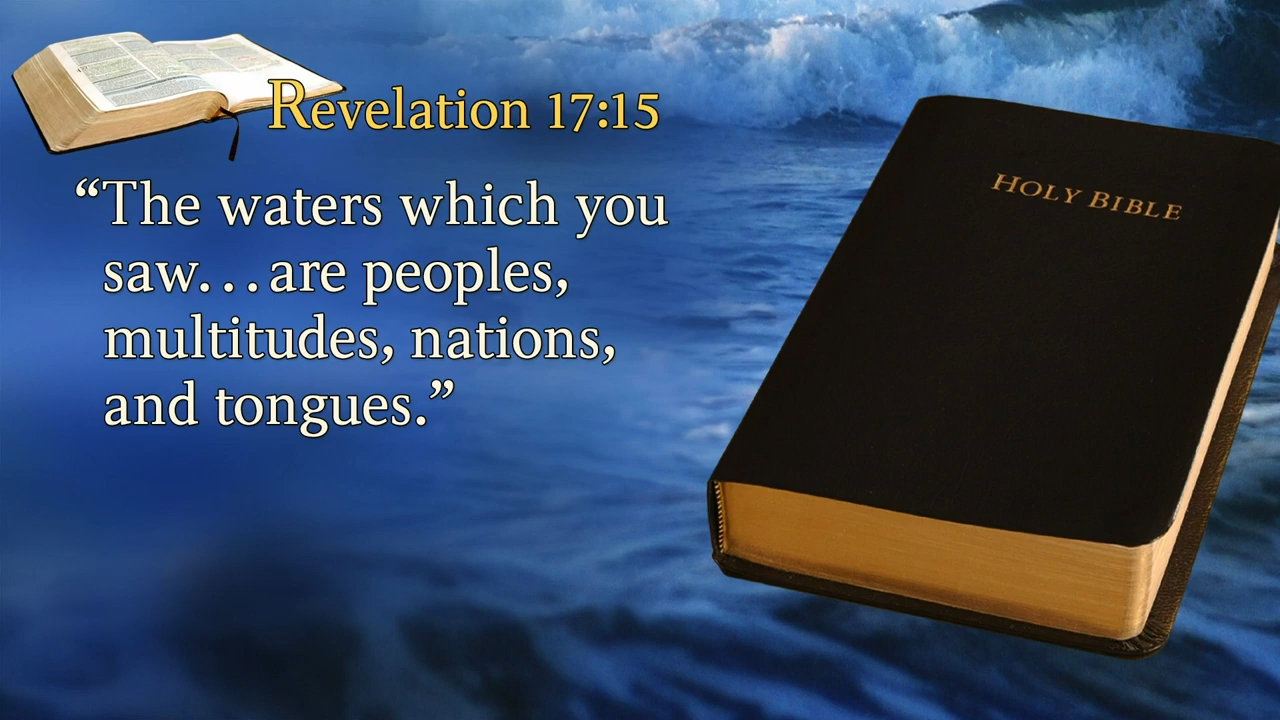 Revelation 17:15
“The waters which you
saw...are peoples,
multitudes, nations,
and tongues.”
HOLY BIBLE